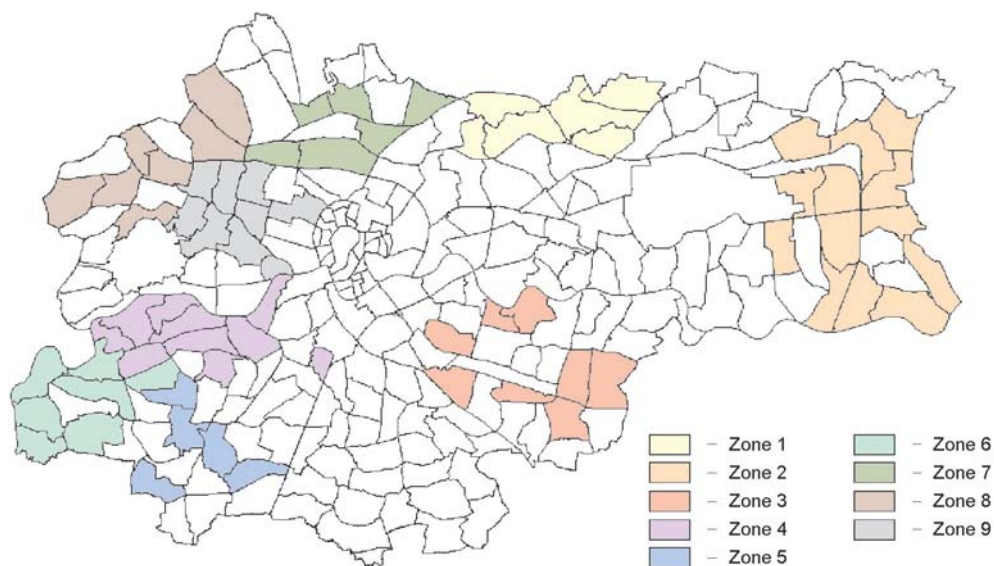 – Zone 1
– Zone 2
– Zone 3
– Zone 4
– Zone 5
– Zone 6
– Zone 7
– Zone 8
– Zone 9